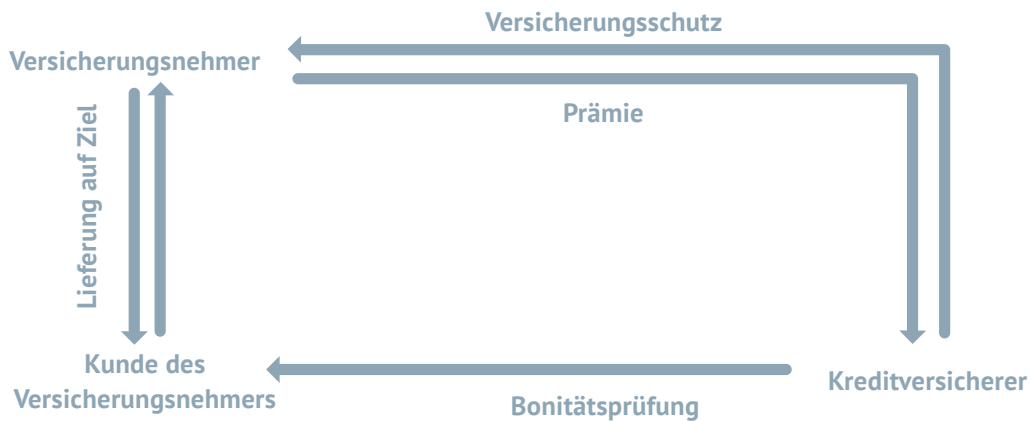 Versicherungsschutz
Versicherungsnehmer
Prämie
Lieferung auf Ziel
Kunde des
Versicherungsnehmers
Kreditversicherer
Bonitätsprüfung